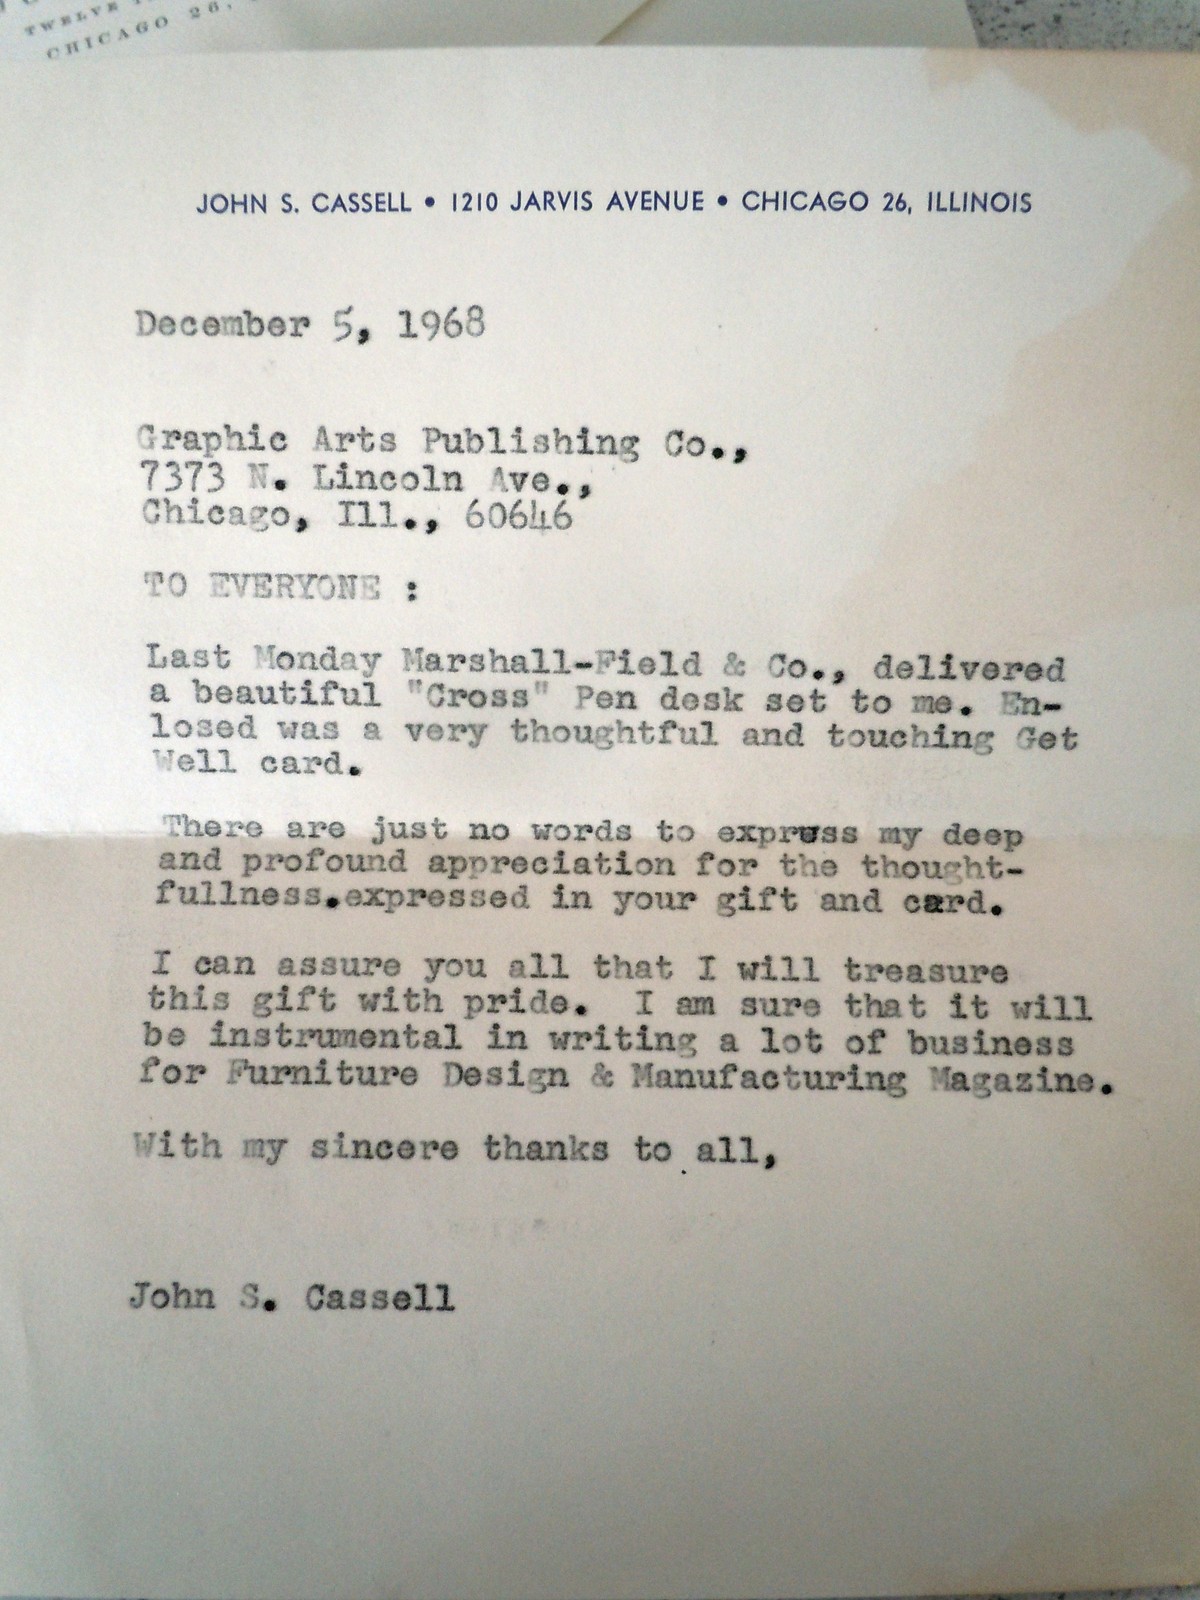 TWELVE
CHICAGO 26,
JOHN S. CASSELL • 1210 JARVIS AVENUE • CHICAGO 26, ILLINOIS
December 5, 1968
Graphic Arts Publishing Co.,
7373 N. Lincoln Ave.,
Chicago, Ill., 60646
TO EVERYONE :
Last Monday Marshall-Field & Co., delivered
a beautiful "Cross" Pen desk set to me. En-
losed was a very thoughtful and touching Get
Well card.
There are just no words to express my deep
and profound appreciation for the thought-
fullness.expressed in your gift and card.
I can assure you all that I will treasure
this gift with pride. I am sure that it will
be instrumental in writing a lot of business
for Furniture Design & Manufacturing Magazine.
With my sincere thanks to all,
John S. Cassell